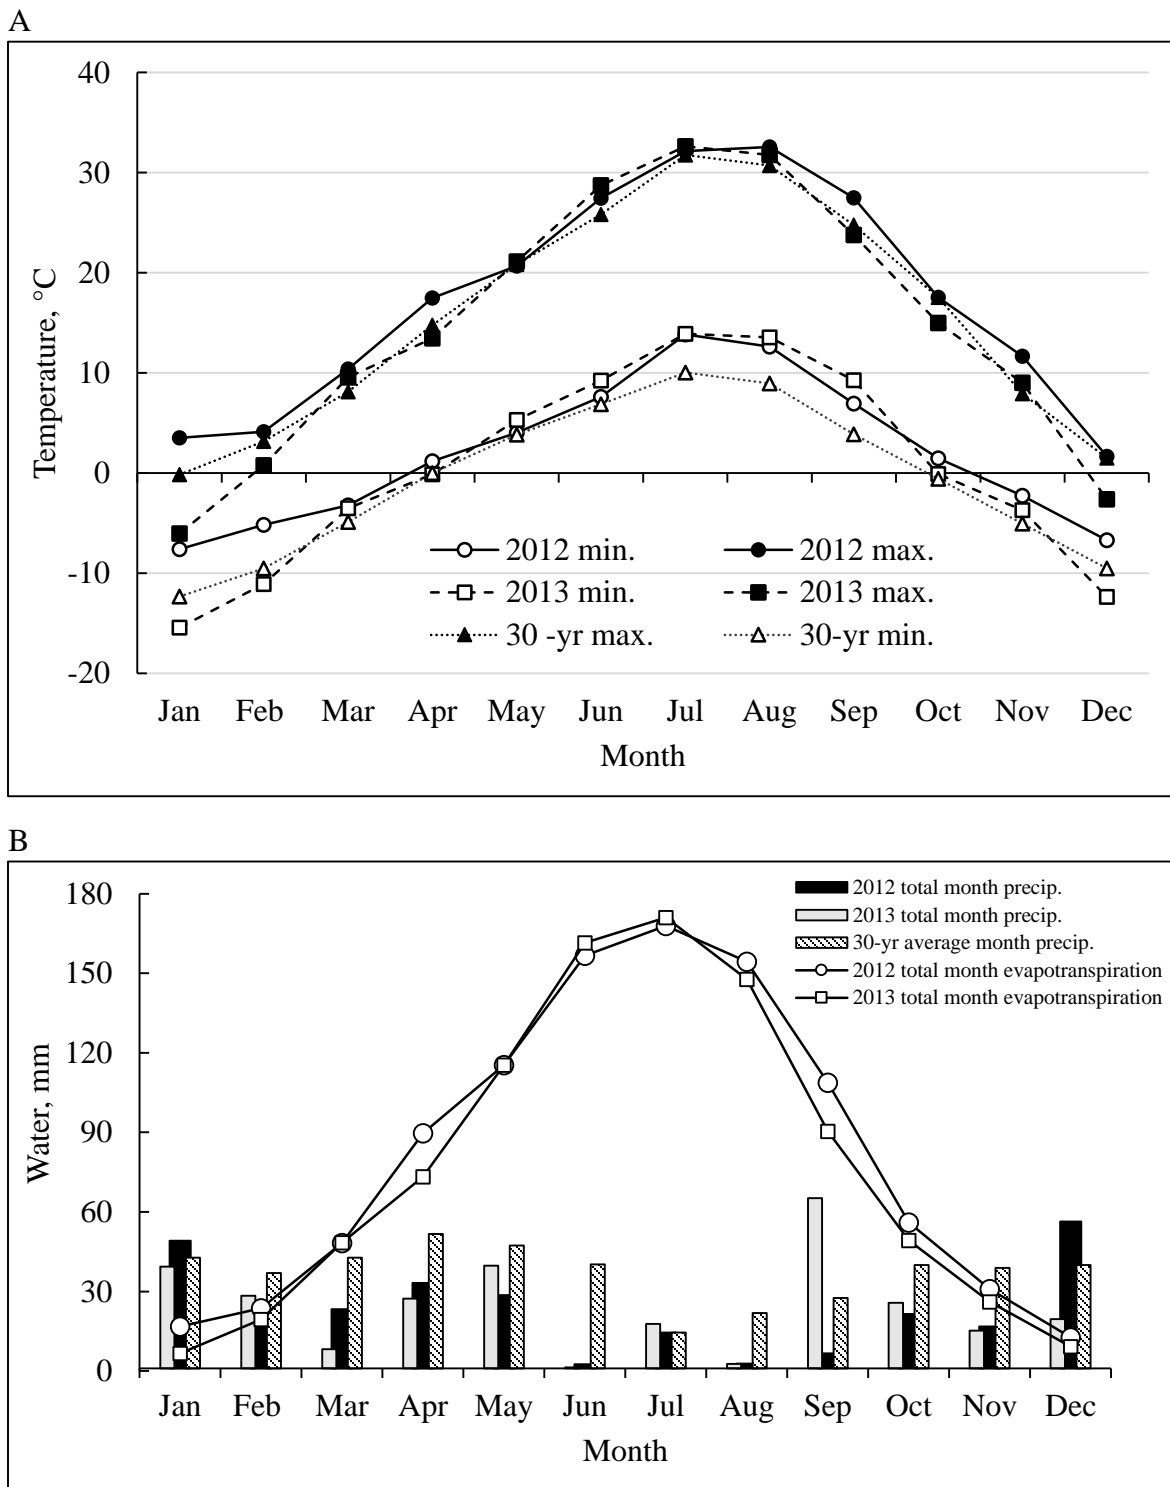 A
40
30
20
10
0
-10
-20
Temperature, °C
2012 min. 2012 max.
2013 min. 2013 max.
30 -yr max. 30-yr min.
Jan Feb Mar Apr May Jun Jul Aug Sep Oct Nov Dec
Month
B
180
150
120
90
60
30
0
Water, mm
2012 total month precip.
2013 total month precip.
30-yr average month precip.
2012 total month evapotranspiration
2013 total month evapotranspiration
Jan Feb Mar Apr May Jun Jul Aug Sep Oct Nov Dec
Month